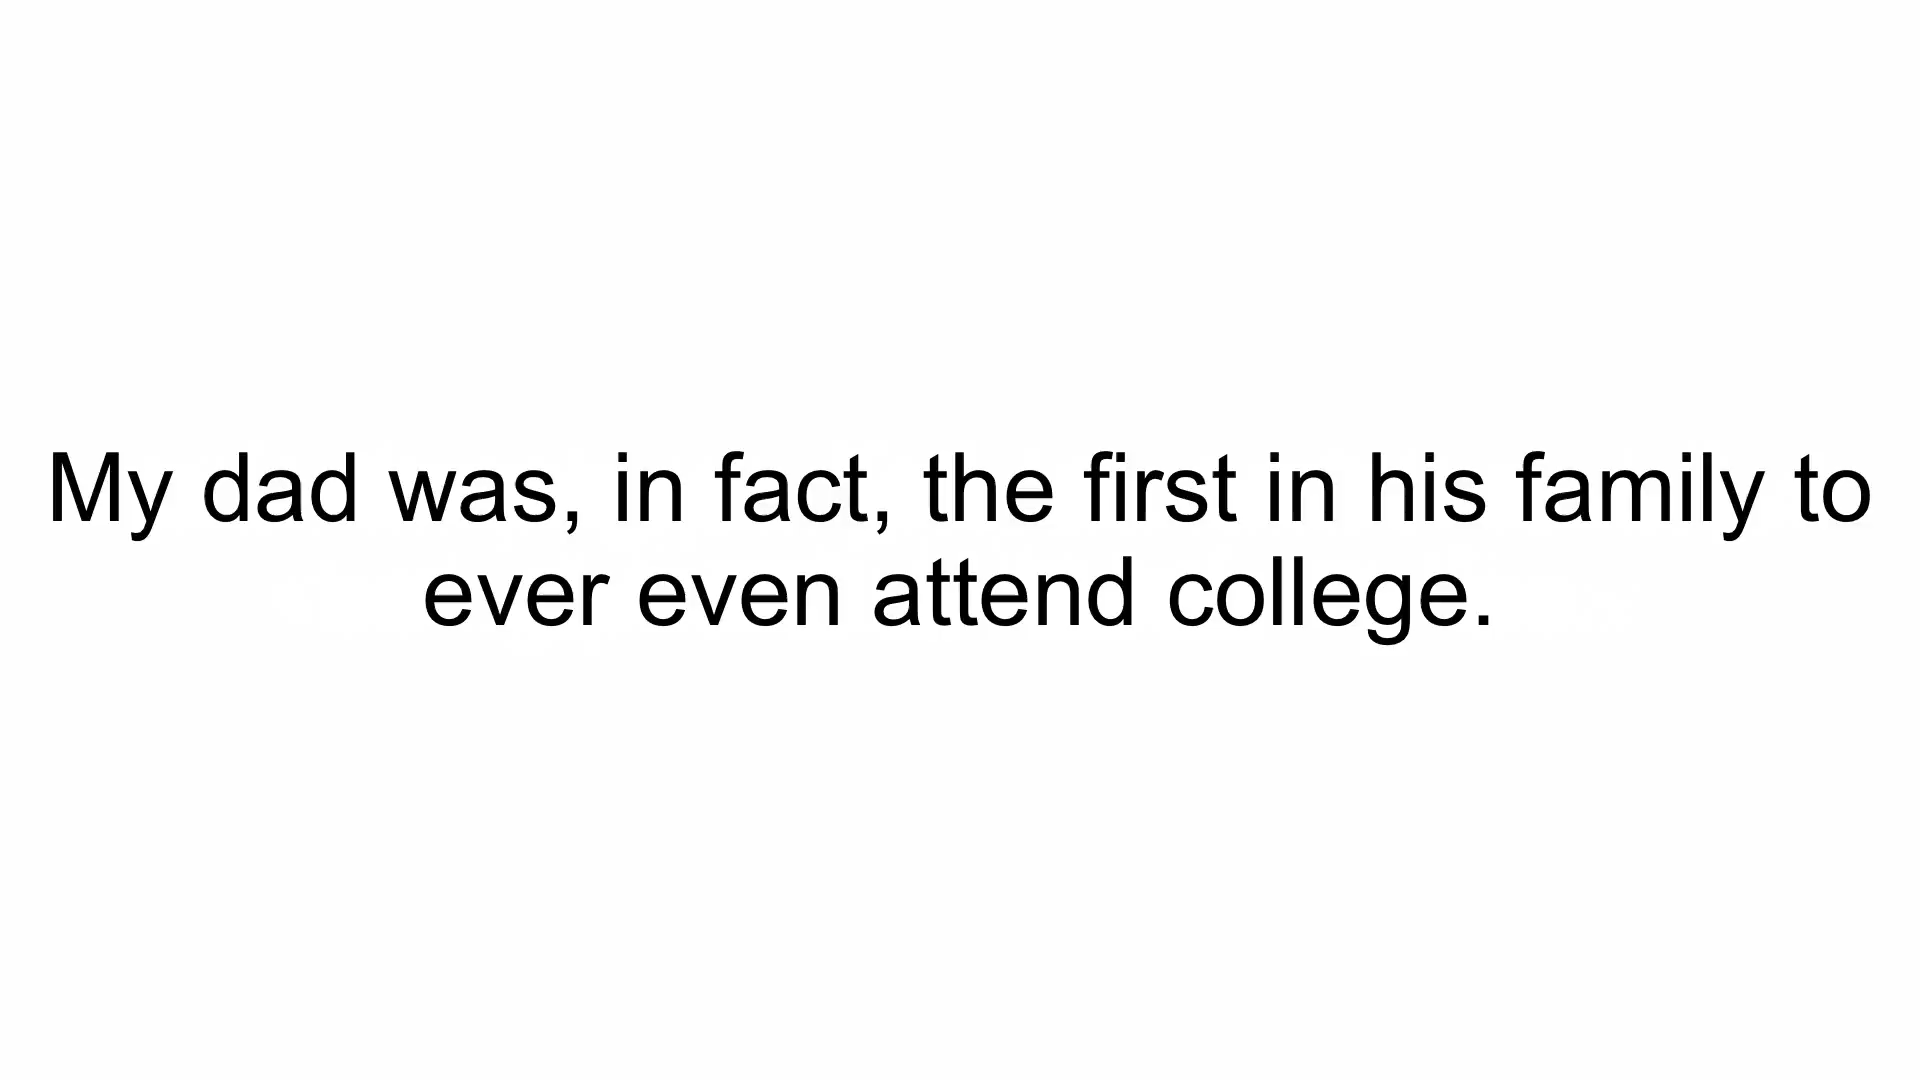 My dad was, in fact, the first in his family to
ever even attend college.